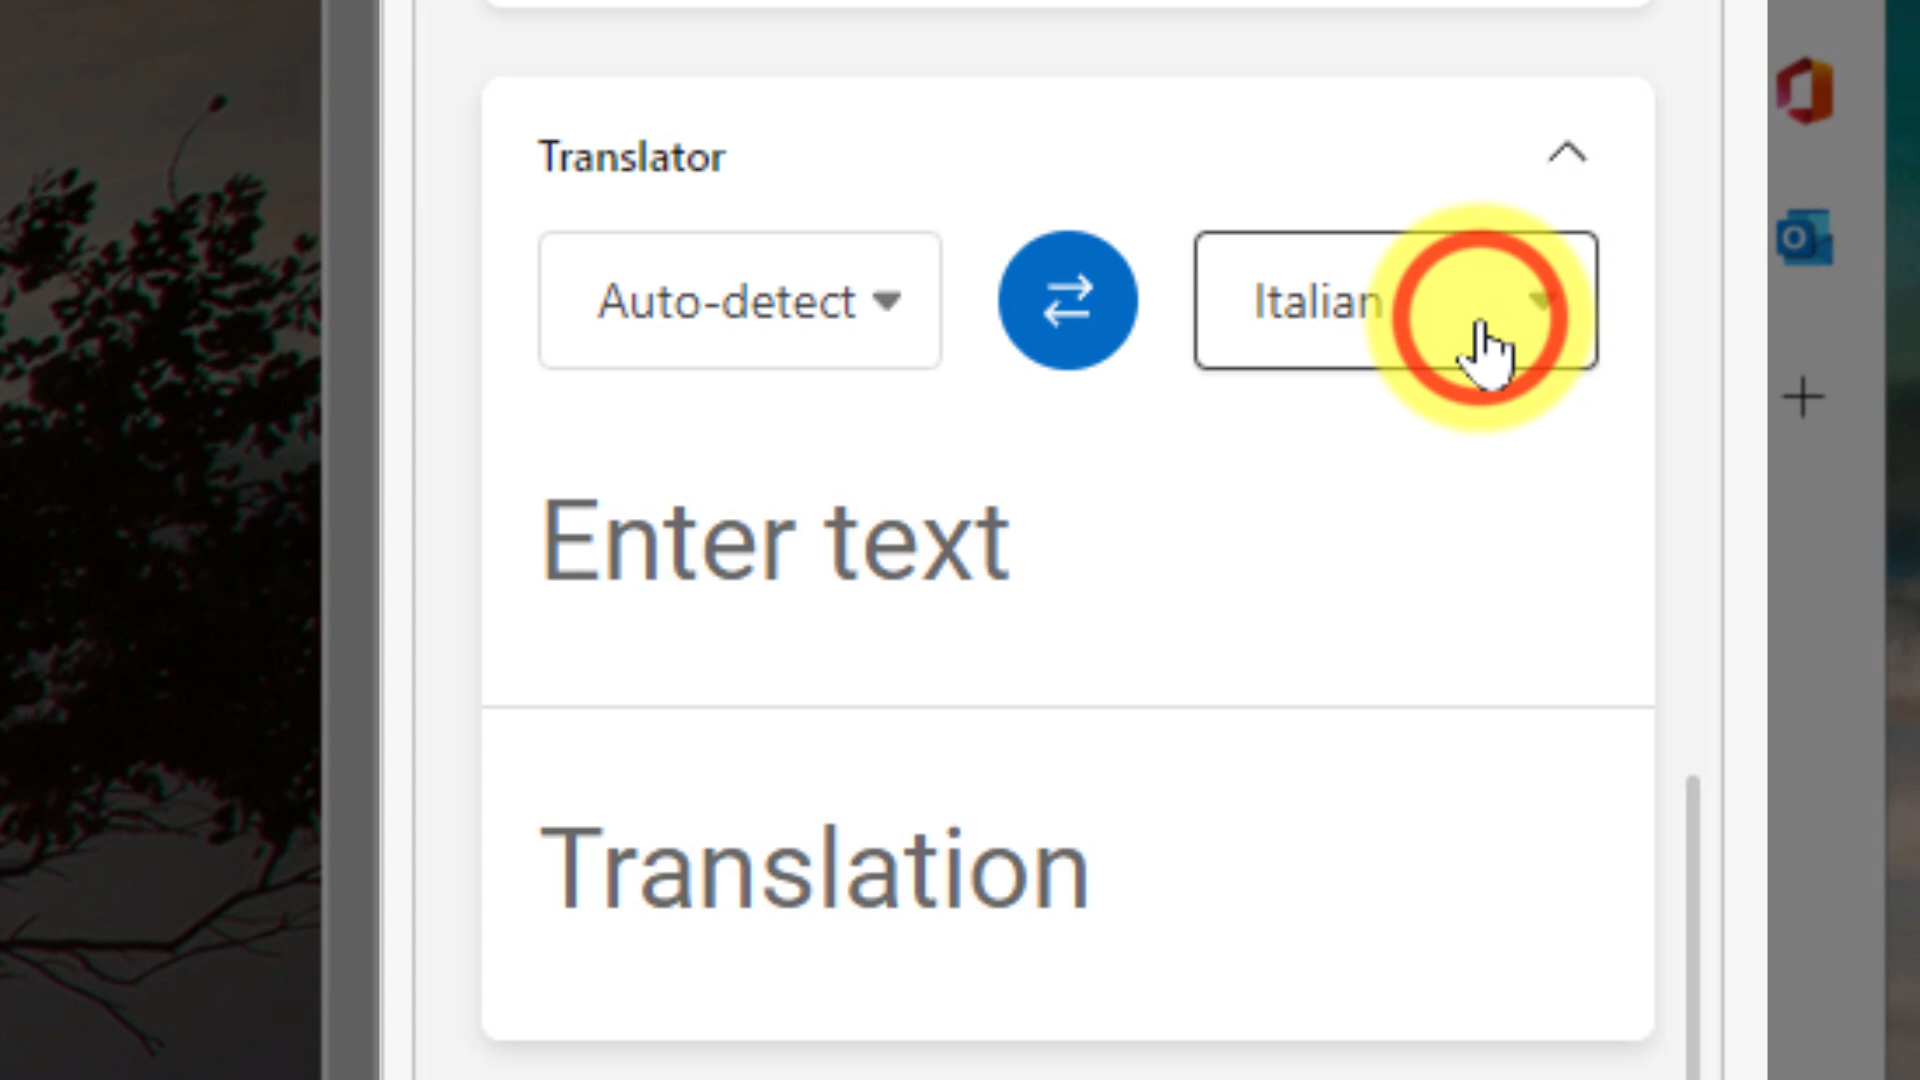 Translator
Auto-detect
Italian
Enter text
Translation